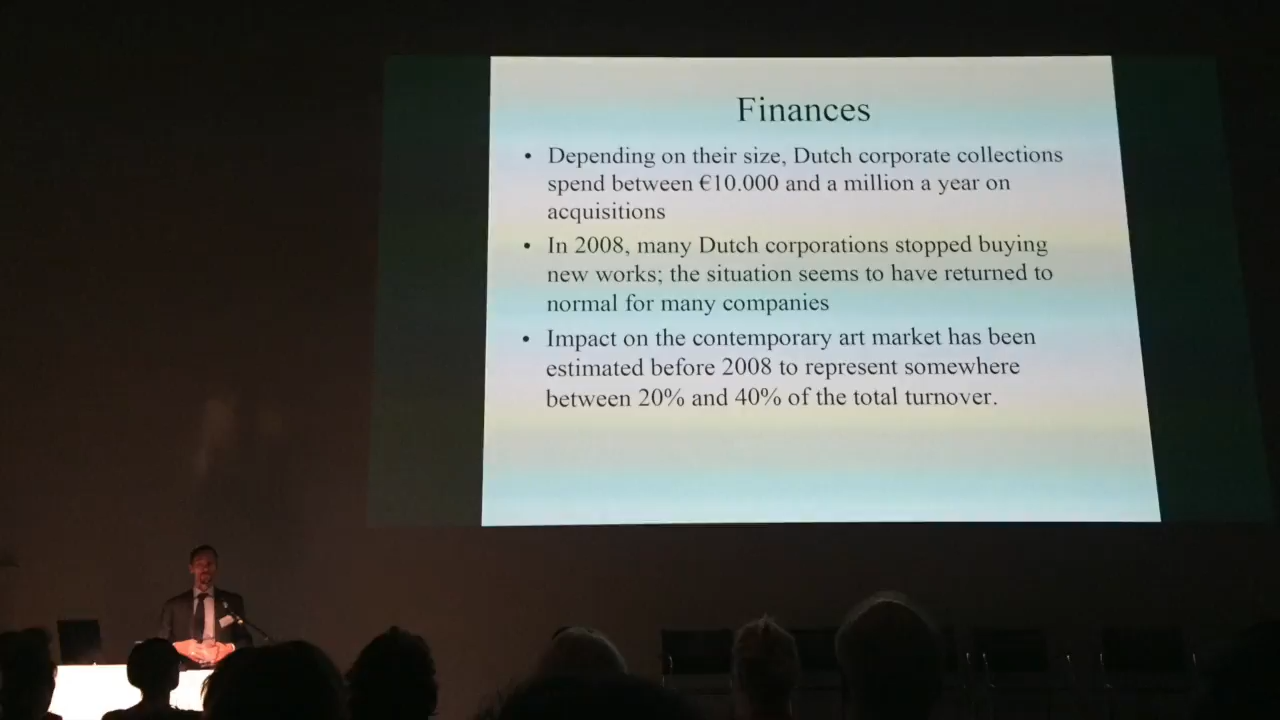 Finances
• Depending on their size, Dutch corporate collections
spend between €10.000 and a million a year on
acquisitions
• In 2008, many Dutch corporations stopped buying
new works; the situation seems to have returned to
normal for many companies
• Impact on the contemporary art market has been
estimated before 2008 to represent somewhere
between 20% and 40% of the total turnover.